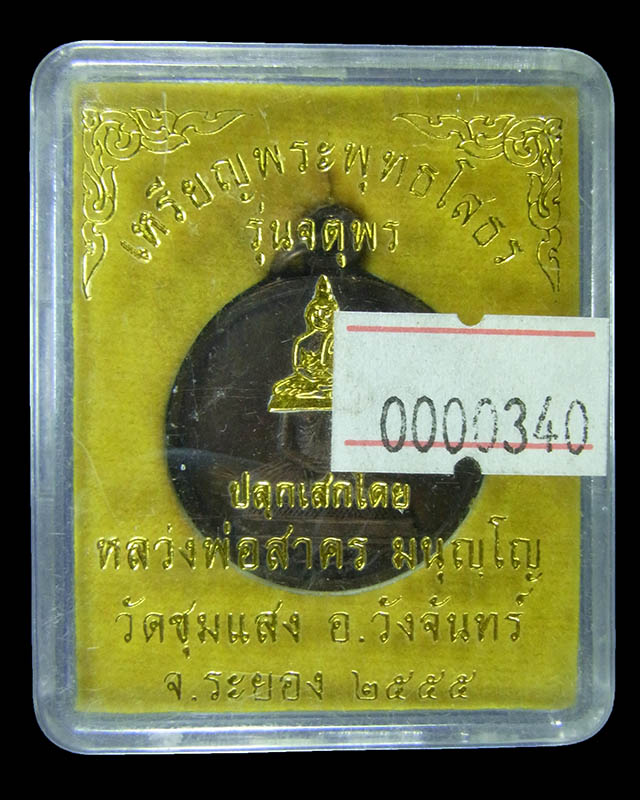 เหรียญพระพุทธโสธร
รุ่นจตุพร
0000340
ปลุกเสกโดย
หลวงพ่อสาคร มนุญฺโญ
วัดชุมแสง อ.วังจันทร์
จ.ระยอง ๒๕๕๕